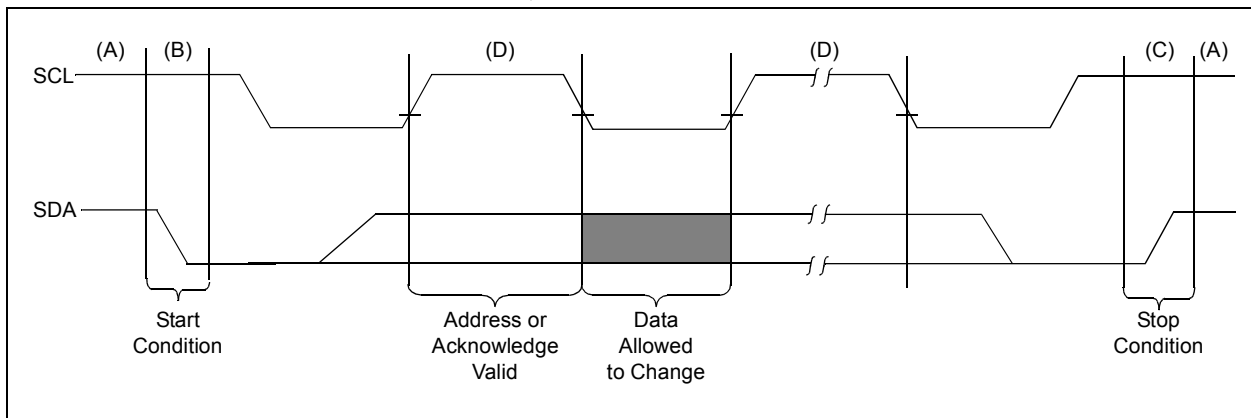 (A) (B) (D) (D) (C) (A)
SCL
SDA
Start
Condition
Address or
Acknowledge
Valid
Data
Allowed
to Change
Stop
Condition